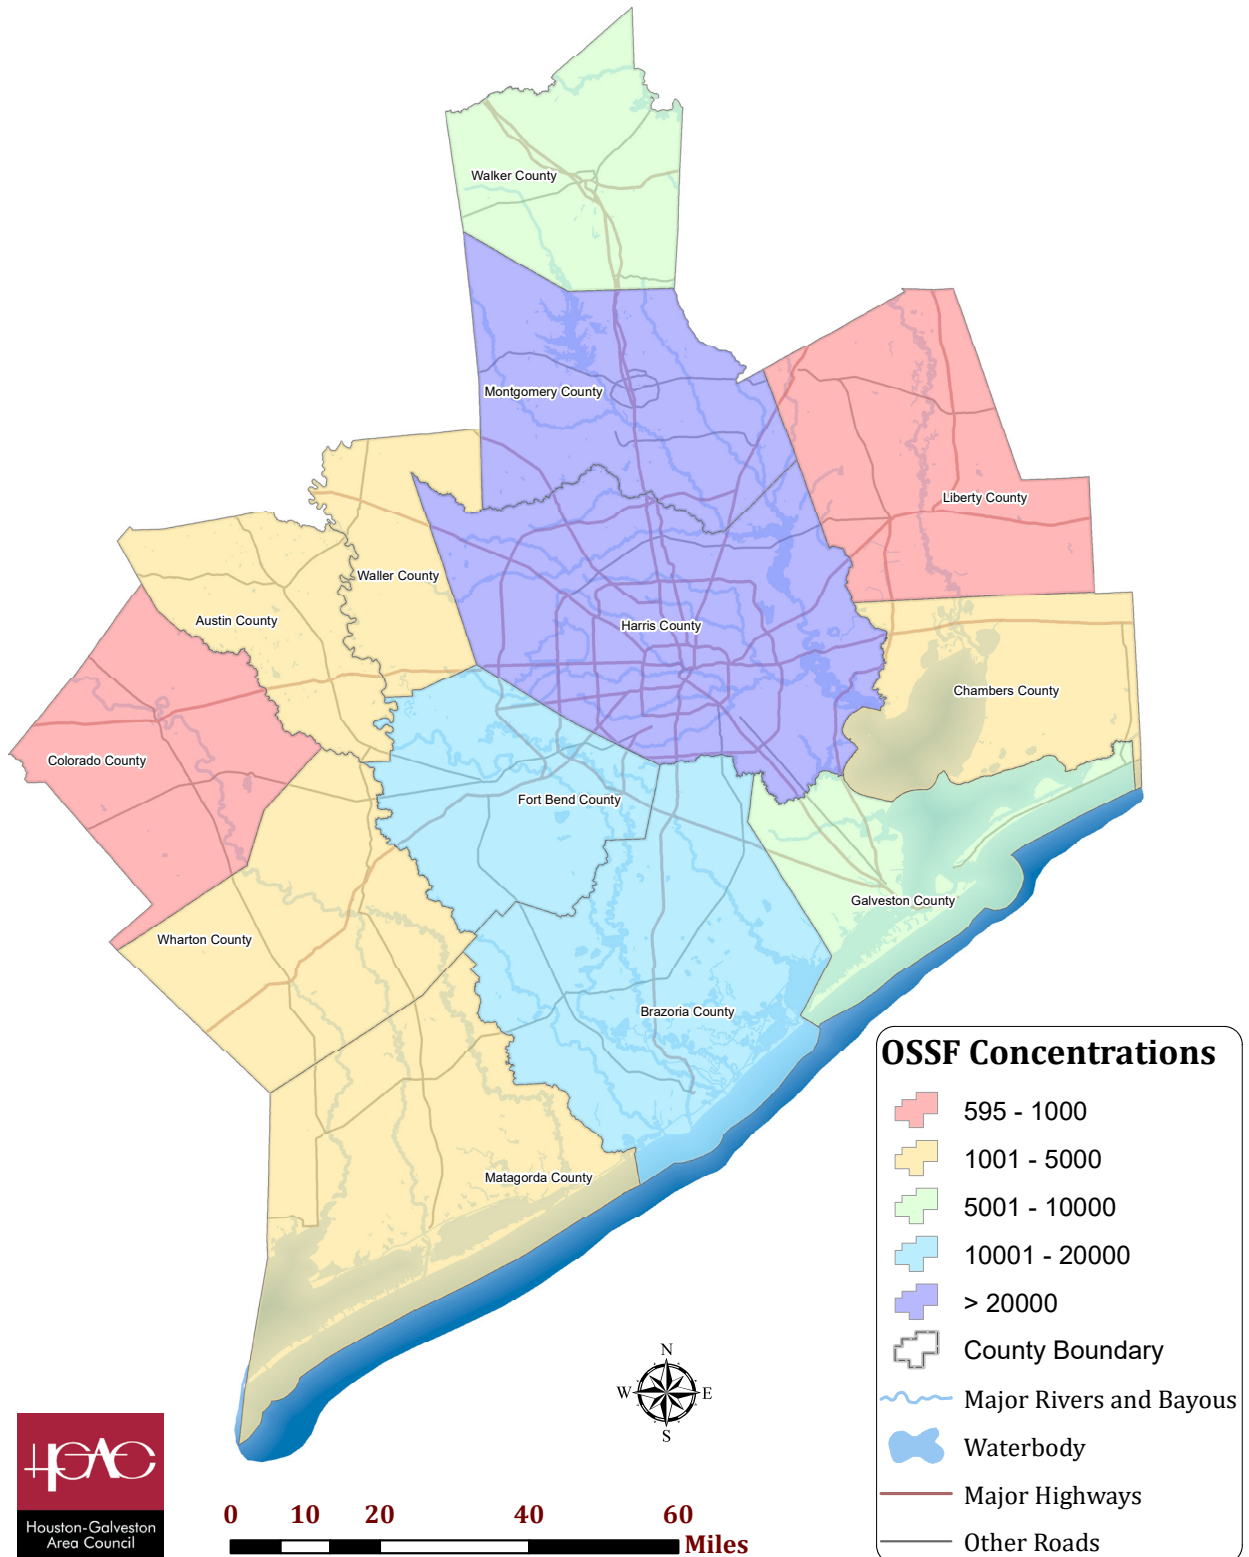 Walker County
Montgomery County
Liberty County
Waller County
Austin County
Harris County
Chambers County
Colorado County
Fort Bend County
Galveston County
Wharton County
Brazoria County
Matagorda County
OSSF Concentrations
595 - 1000
1001 - 5000
5001 - 10000
10001 - 20000
> 20000
County Boundary
Major Rivers and Bayous
Waterbody
Major Highways
Other Roads
N
W E
S
HGAC
Houston-Galveston
Area Council
0 10 20 40 60
Miles